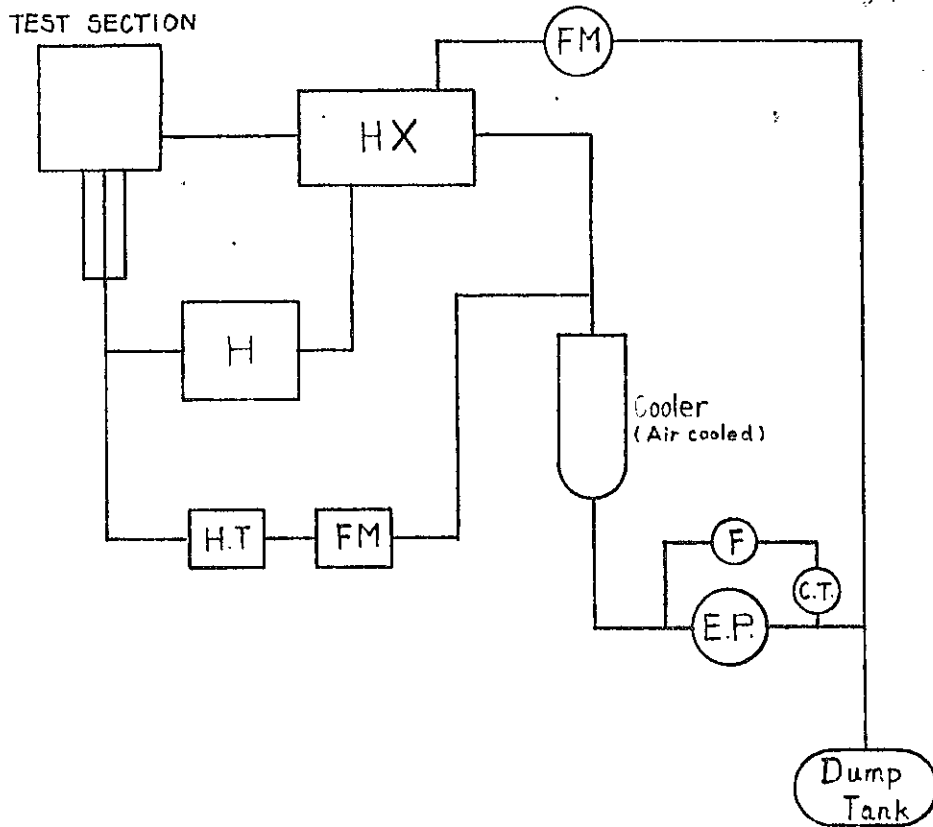 TEST SECTION
FM
HX
H
Cooler
(Air cooled)
H.T
FM
F
C.T.
E.P.
Dump
Tank